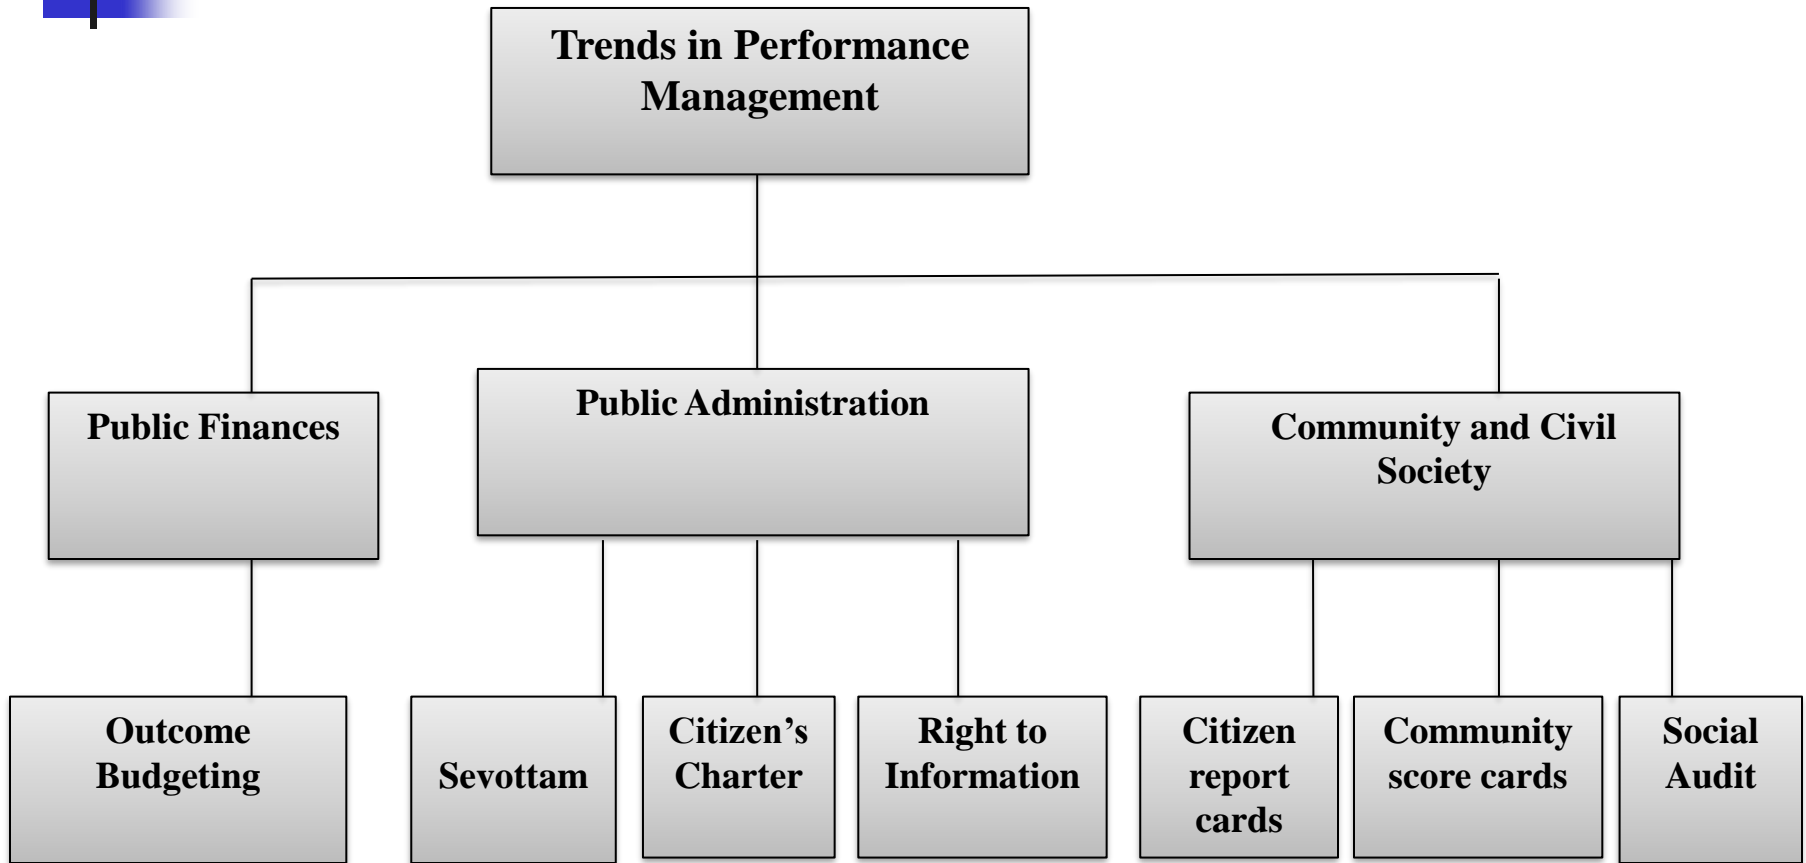 Trends in Performance
Management
Public Finances
Public Administration
Community and Civil
Society
Outcome
Budgeting
Sevottam
Citizen’s
Charter
Right to
Information
Citizen
report
cards
Community
score cards
Social
Audit